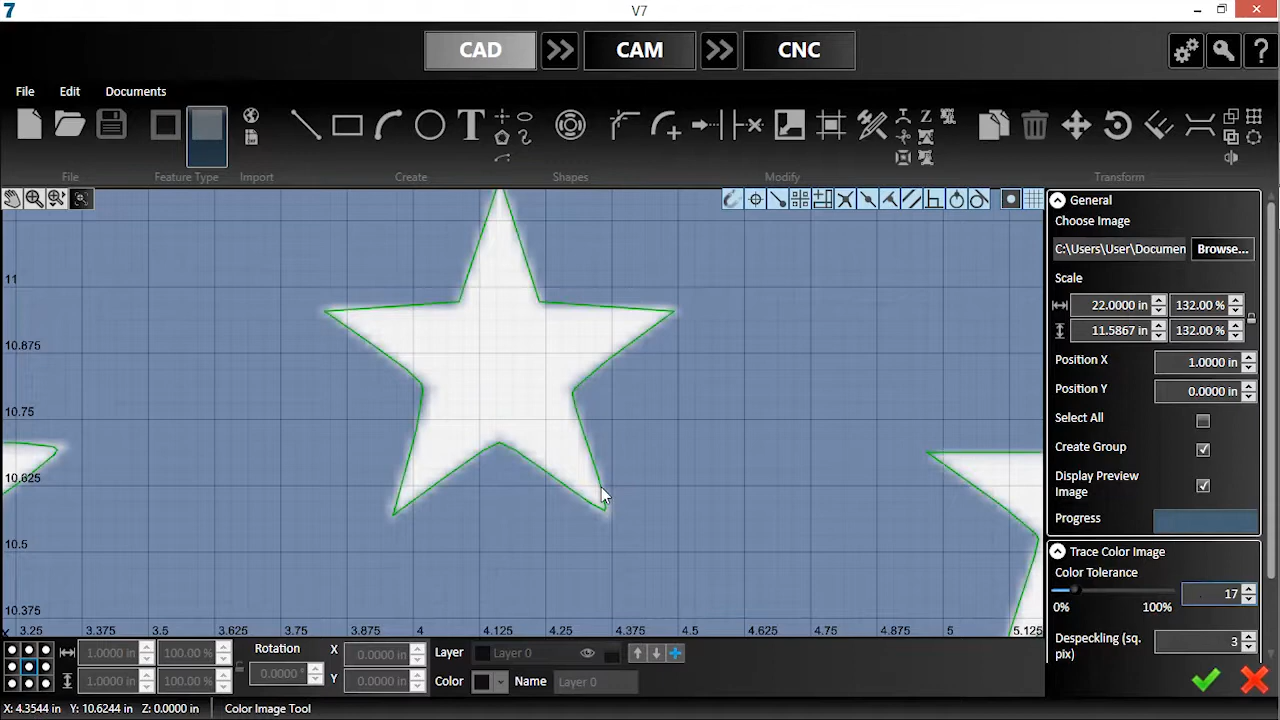 7 V7
CAD CAM CNC
File Edit Documents
File Feature Type Import Create Shapes Modify Transform
General
Choose Image
C:\Users\User\Documen Browse...
Scale
22.0000 in 132.00 %
11.5867 in 132.00 %
Position X 1.0000 in
Position Y 0.0000 in
Select All
Create Group
Display Preview
Image
Progress
Trace Color Image
Color Tolerance
17
0% 100%
Despeckling (sq.
pix) 3
11
10.875
10.75
10.625
10.5
10.375
3.25 3.375 3.5 3.625 3.75 3.875 4 4.125 4.25 4.375 4.5 4.625 4.75 4.875 5 5.125
1.0000 in 100.00 % Rotation X 0.0000 in Layer Layer 0
1.0000 in 100.00 % 0.0000 ° Y 0.0000 in Color Name Layer 0
X: 4.3544 in Y: 10.6244 in Z: 0.0000 in Color Image Tool